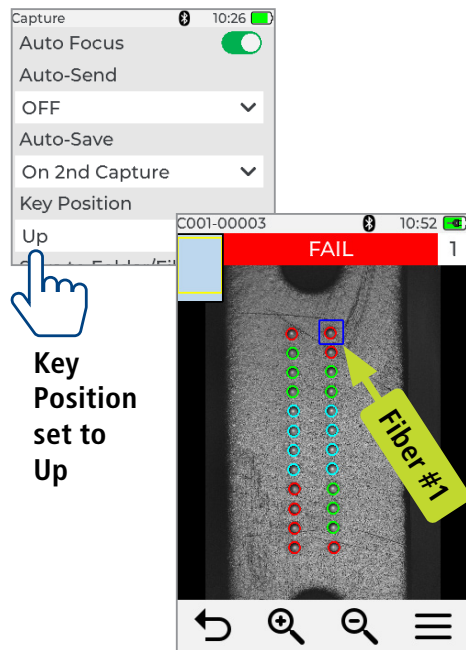 Capture 10:26
Auto Focus
Auto-Send
OFF
Auto-Save
On 2nd Capture
Key Position
Up
Key
Position
set to
Up
C001-00003 10:52
FAIL 1
Fiber #1